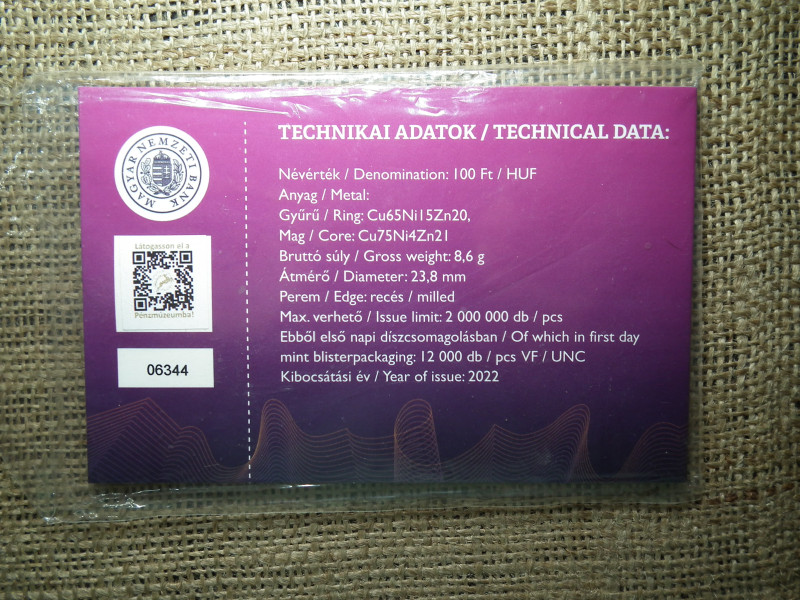 MAGYAR NEMZETI BANK
Látogasson el a
Pénzmúzeumba!
06344
TECHNIKAI ADATOK / TECHNICAL DATA:
Névérték / Denomination: 100 Ft / HUF
Anyag / Metal:
Gyűrű / Ring: Cu65Ni15Zn20,
Mag / Core: Cu75Ni4Zn21
Bruttó súly / Gross weight: 8,6 g
Átmérő / Diameter: 23,8 mm
Perem / Edge: recés / milled
Max. verhető / Issue limit: 2 000 000 db / pcs
Ebből első napi díszcsomagolásban / Of which in first day
mint blisterpackaging: 12 000 db / pcs VF / UNC
Kibocsátási év / Year of issue: 2022